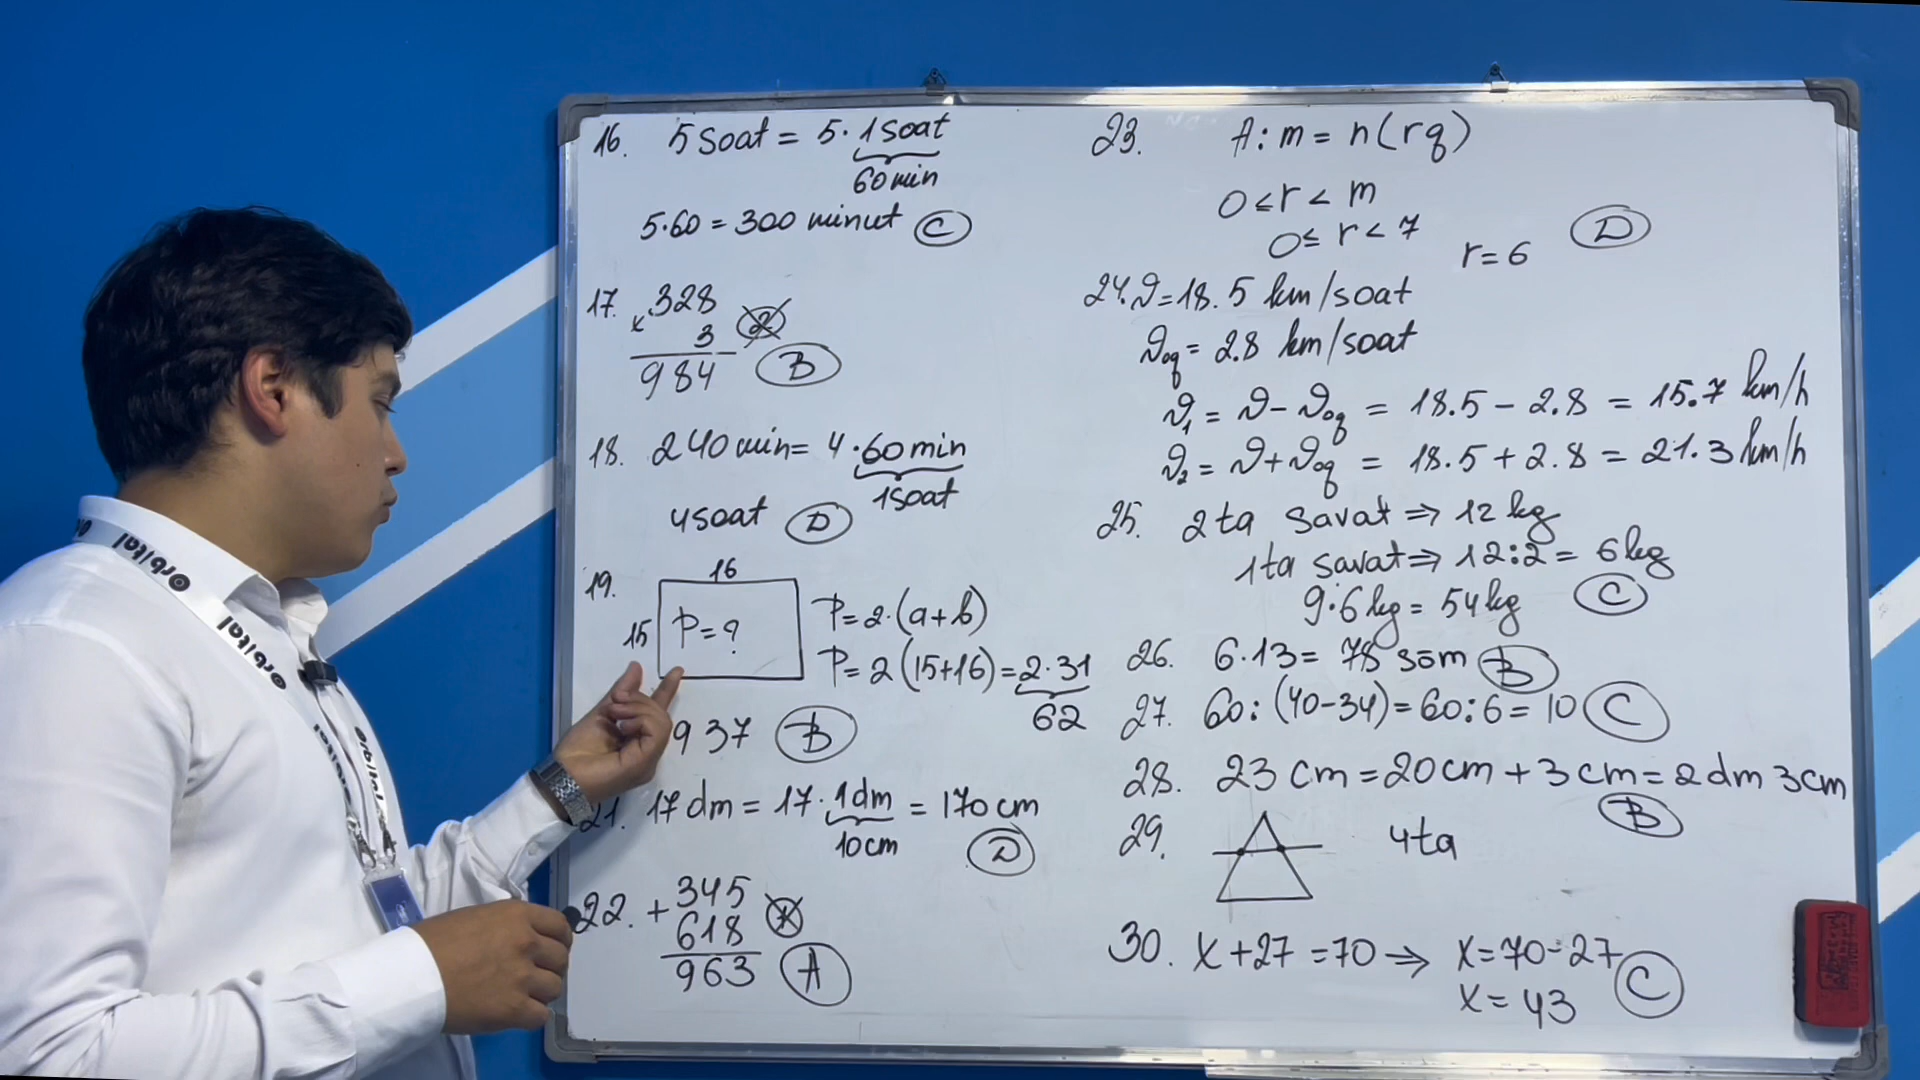 16. 5 soat = 5 · 1 soat
60 min
5·60 = 300 minut C
17. 328
× 3 2
984 B
18. 240 min = 4 · 60 min
1 soat
4 soat D
19. 16
15 P = ? P = 2·(a+b)
P = 2(15+16) = 2·31
62
937 B
21. 17 dm = 17 · 1 dm = 170 cm
10 cm
D
22. + 345
618 1
963 A
23. A : m = n(rq)
0 ≤ r < m
0 ≤ r < 7
r = 6 D
24. ϑ = 18.5 km/soat
ϑoq = 2.8 km/soat
ϑ1 = ϑ - ϑoq = 18.5 - 2.8 = 15.7 km/h
ϑ2 = ϑ + ϑoq = 18.5 + 2.8 = 21.3 km/h
25. 2 ta savat ⇒ 12 kg
1 ta savat ⇒ 12:2 = 6 kg
9·6 kg = 54 kg C
26. 6·13 = 78 sōm B
27. 60 : (40-34) = 60 : 6 = 10 C
28. 23 cm = 20 cm + 3 cm = 2 dm 3 cm
B
29. 4 ta
30. x + 27 = 70 ⇒ x = 70 - 27
x = 43 C
Orbital
Orbital
Orbital
Orbital